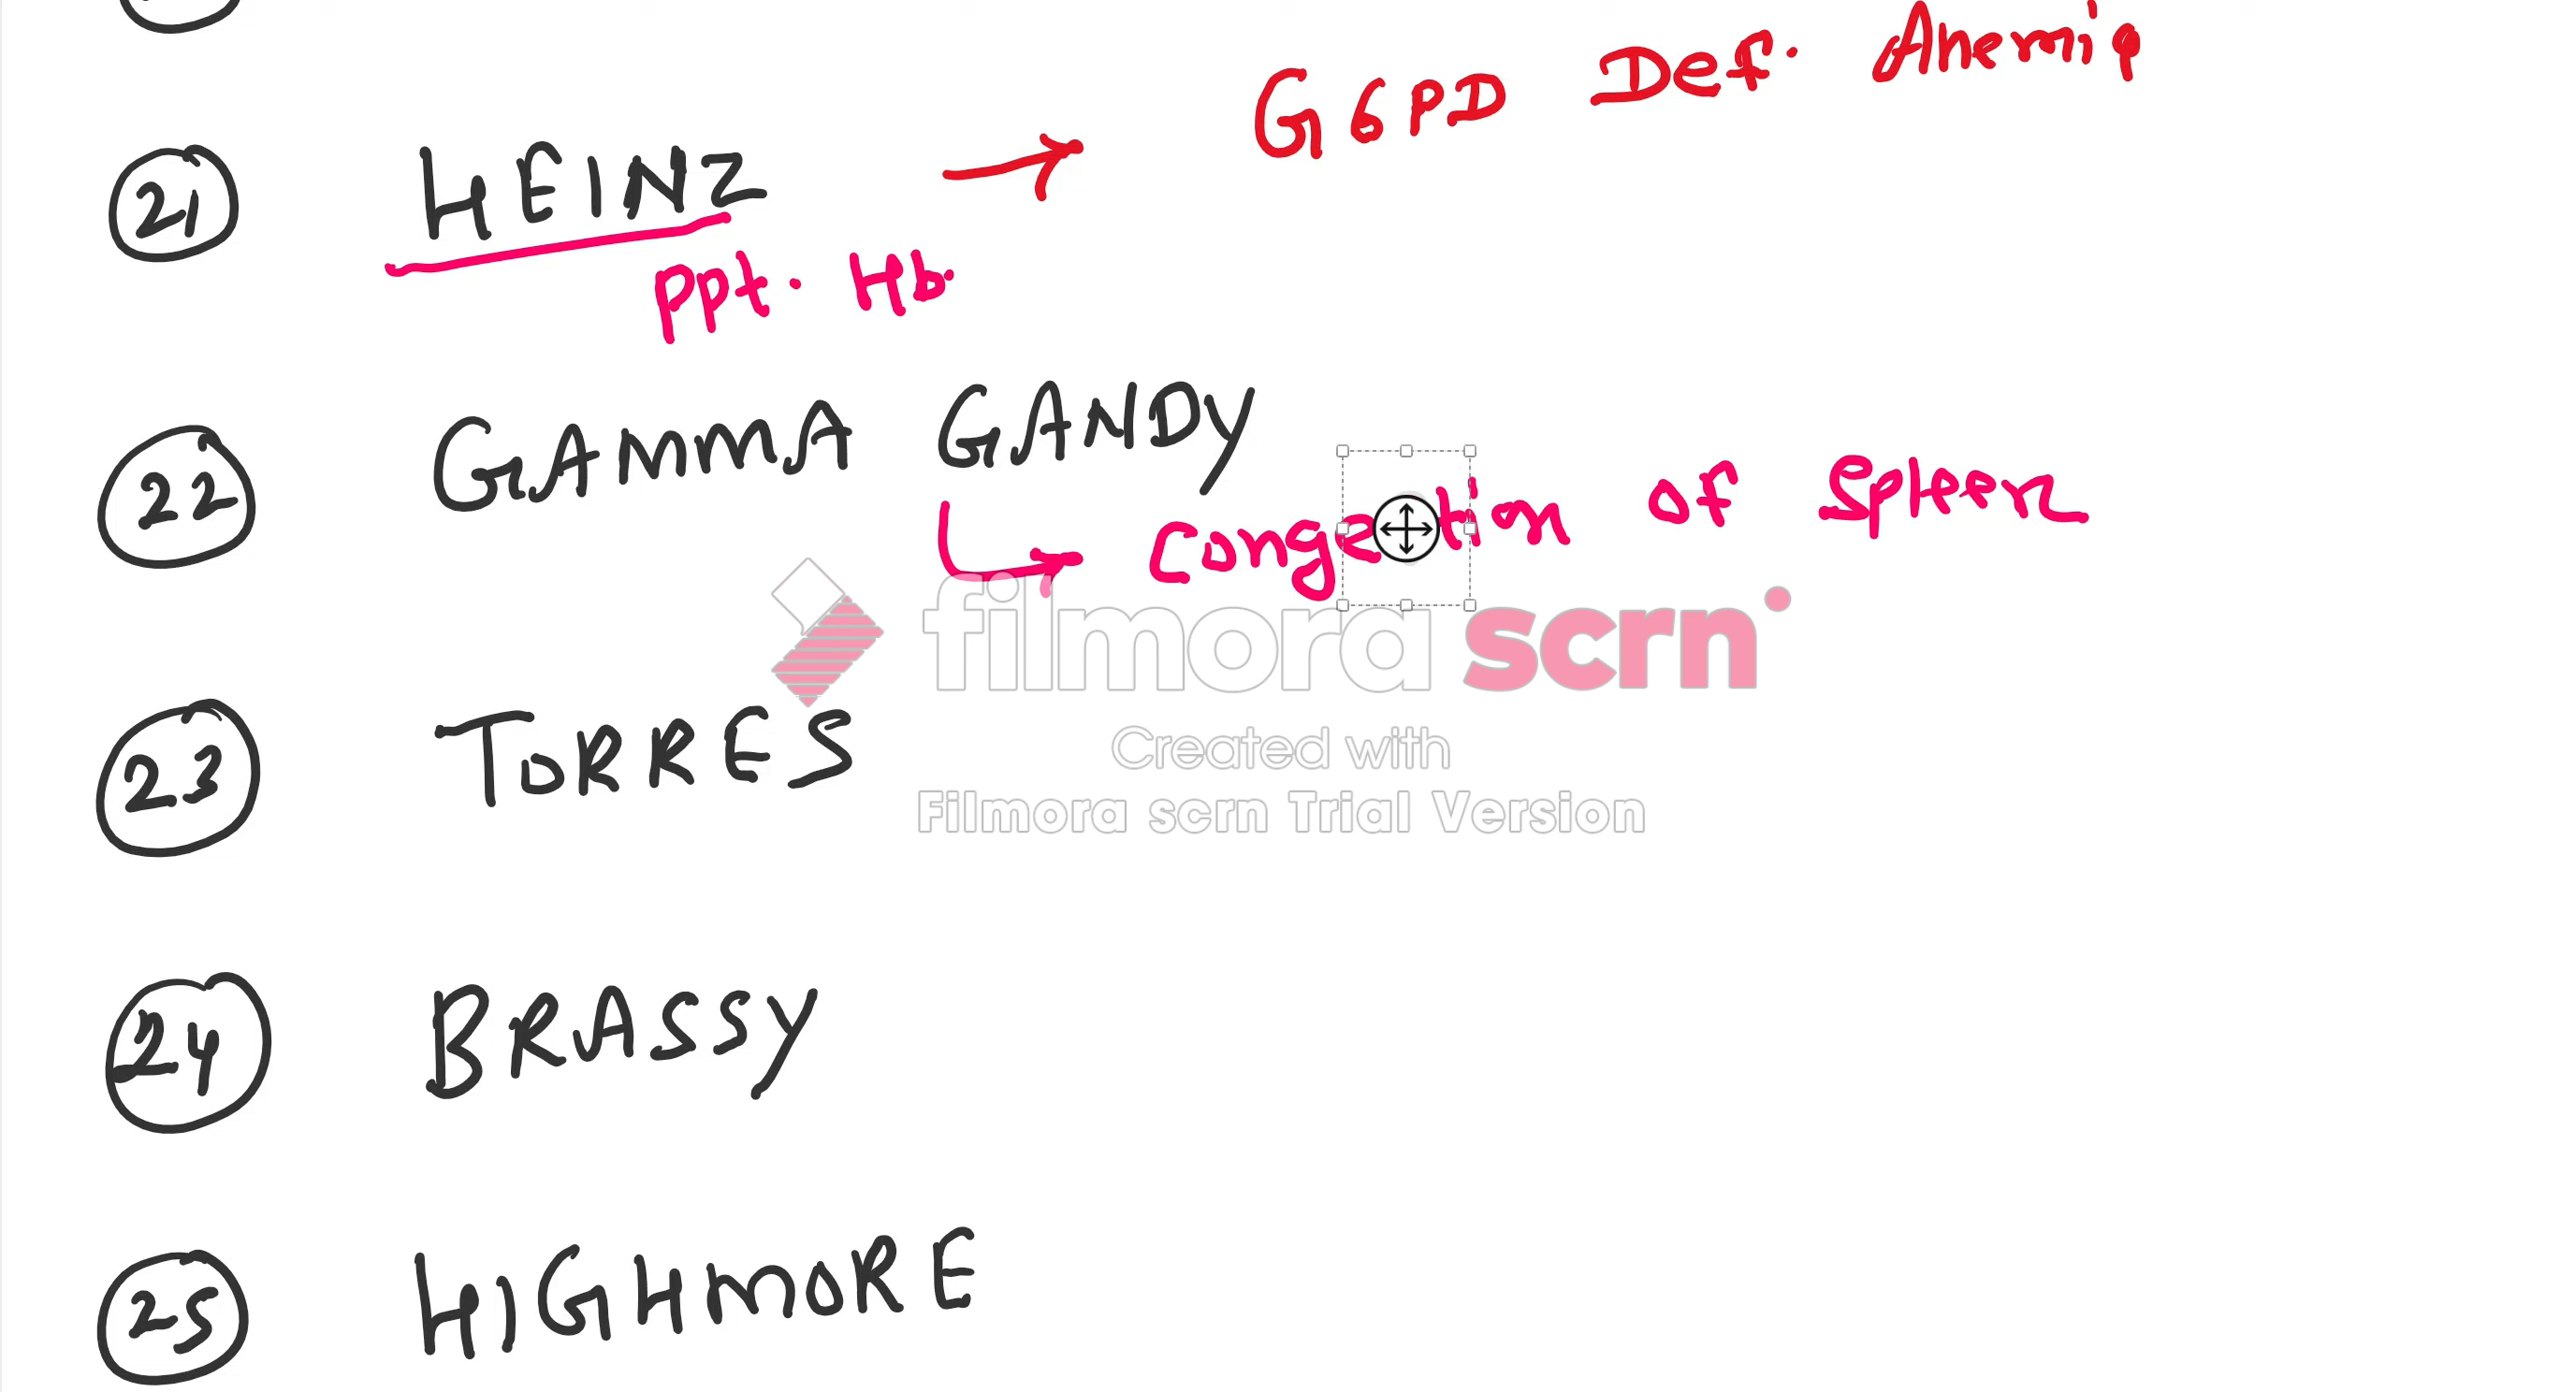 G6PD Def. Anemia
21 HEINZ →
Ppt. Hb.
22 GAMMA GANDY
Congestion of Spleen
filmora scrn
23 TORRES
Created with
Filmora scrn Trial Version
24 BRASSY
25 HIGHMORE